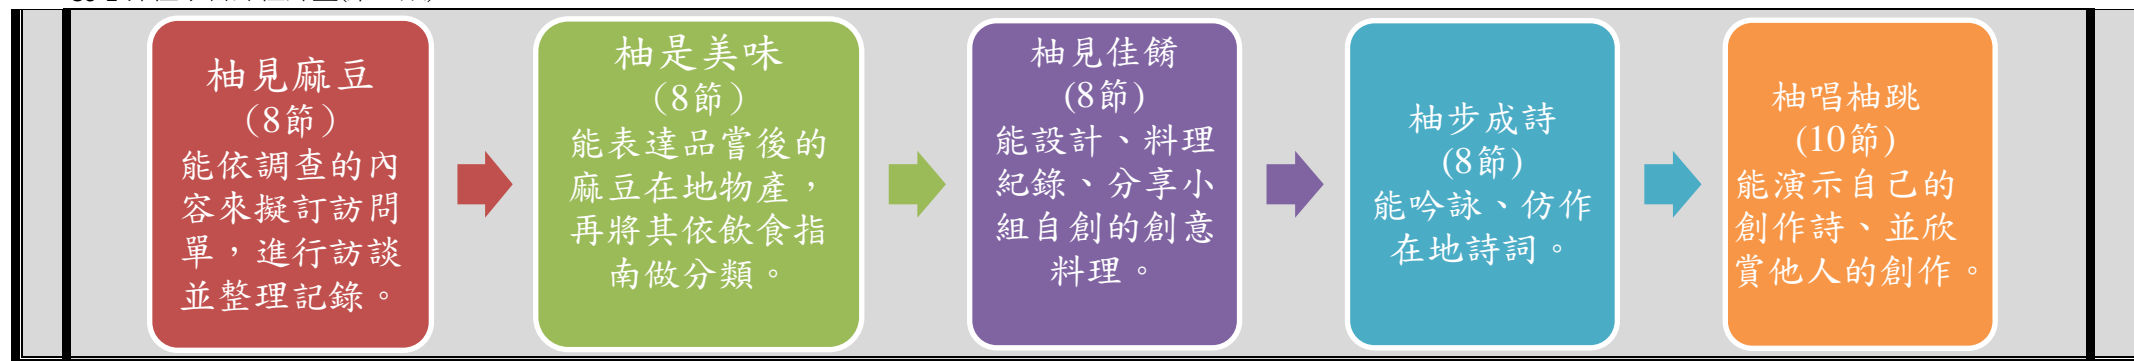 柚見麻豆
（8節）
能依調查的內
容來擬訂訪問
單，進行訪談
並整理記錄。
柚是美味
（8節）
能表達品嘗後的
麻豆在地物產，
再將其依飲食指
南做分類。
柚見佳餚
(8節)
能設計、料理
紀錄、分享小
組自創的創意
料理。
柚步成詩
(8節)
能吟詠、仿作
在地詩詞。
柚唱柚跳
(10節)
能演示自己的
創作詩、並欣
賞他人的創作。